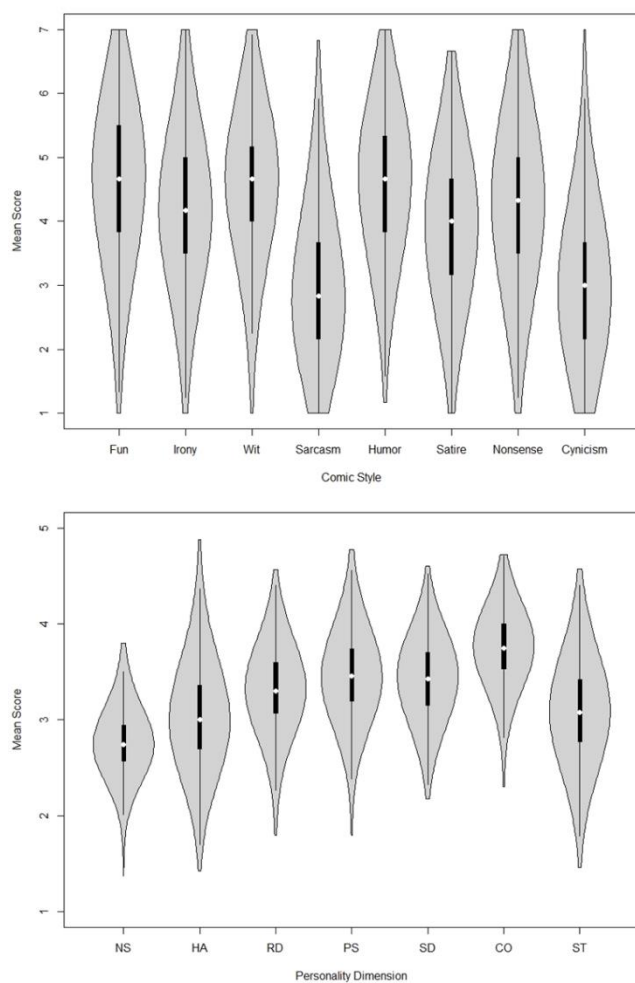 7
6
5
4
3
2
1
Mean Score
Fun Irony Wit Sarcasm Humor Satire Nonsense Cynicism
Comic Style
5
4
3
2
1
Mean Score
NS HA RD PS SD CO ST
Personality Dimension